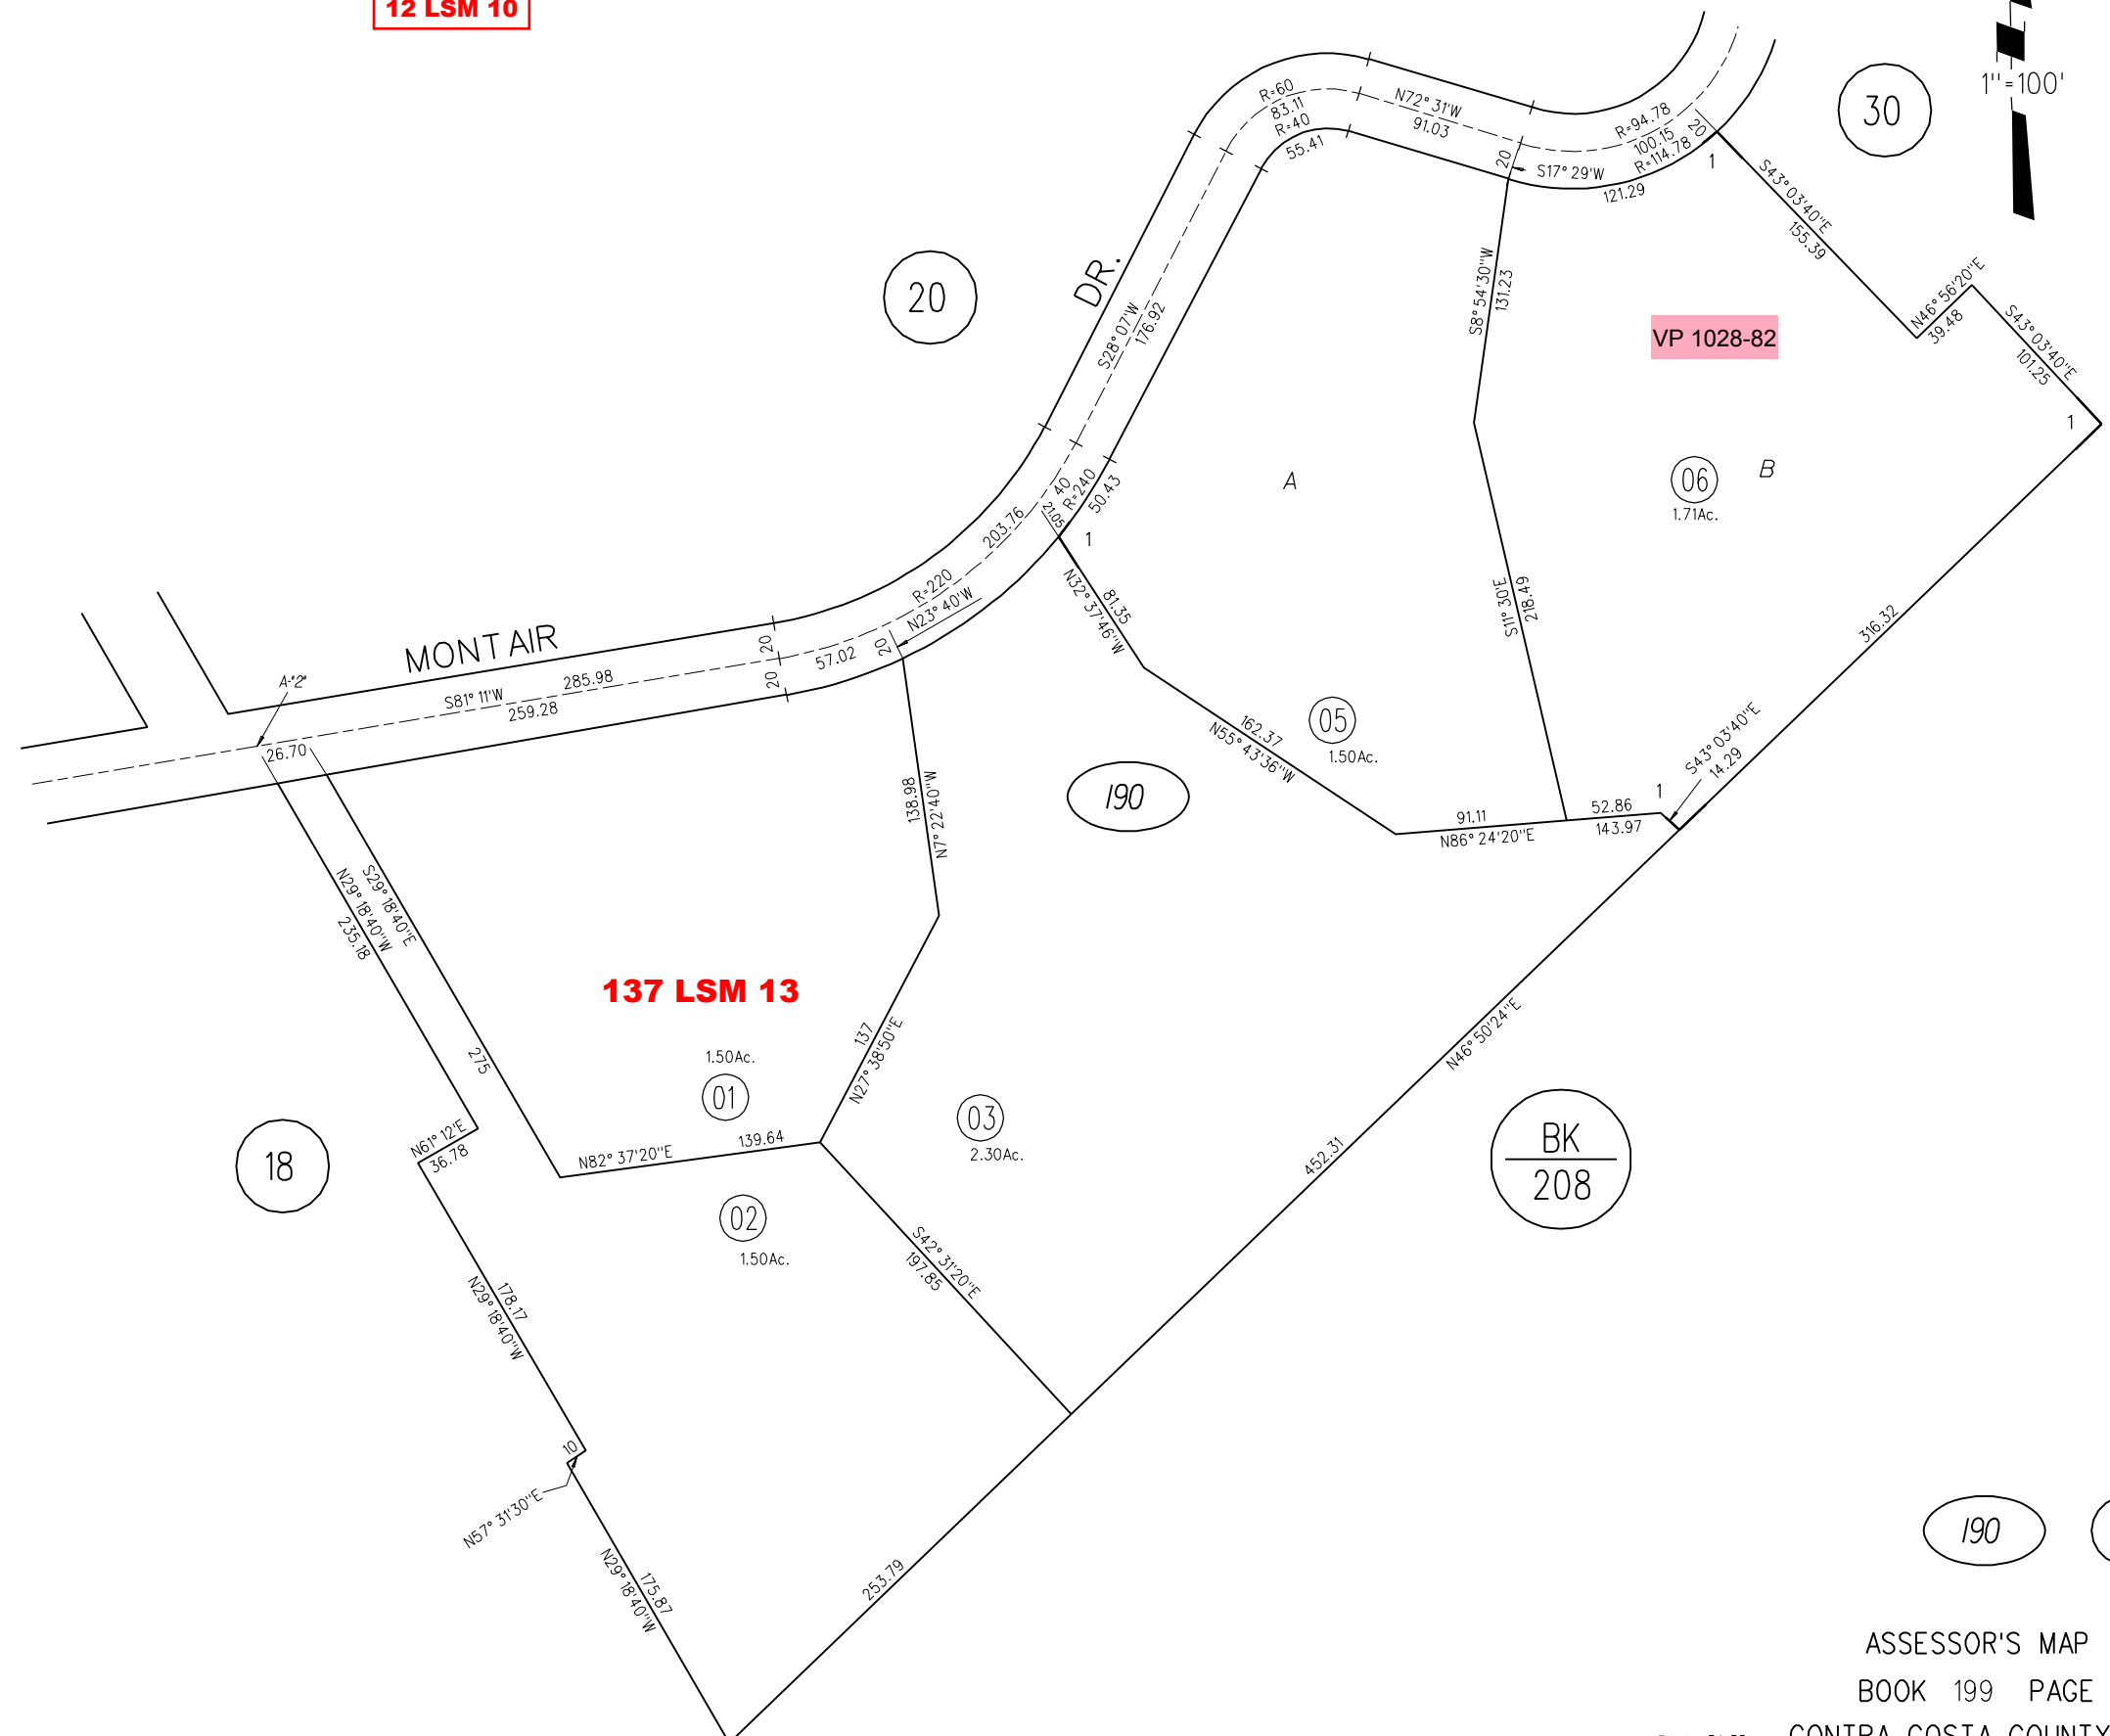 12 LSM 10
1"=100'
30
R=60
83.11
R=40
55.41
N72° 31'W
91.03
R=94.78
100.15
R=114.78
20
1
20
S17° 29'W
121.29
S43° 03'40"E
155.39
N46° 56'20"E
39.48
S43° 03'40"E
101.25
1
20
DR.
S28° 07'W
176.92
S8° 54'30"W
131.23
VP 1028-82
A
06
1.71Ac.
B
40
R=240
21.05
50.43
203.76
1
R=220
N23° 40'W
N32° 37'46"W
81.35
S11° 30'E
218.49
316.32
MONTAIR
20
20
57.02
20
A-"2"
S81° 11'W
285.98
259.28
26.70
162.37
N55° 43'36"W
05
1.50Ac.
S43° 03'40"E
14.29
1
190
91.11
N86° 24'20"E
52.86
143.97
138.98
N7° 22'40"W
S29° 18'40"E
N29° 18'40"W
235.18
137 LSM 13
275
1.50Ac.
01
137
N27° 38'50"E
03
2.30Ac.
N46° 50'24"E
452.31
BK
208
18
N61° 12'E
36.78
N82° 37'20"E
139.64
02
1.50Ac.
S42° 31'20"E
197.85
178.17
N29° 18'40"W
10
N57° 31'30"E
N29° 18'40"W
175.87
253.79
190
ASSESSOR'S MAP
BOOK 199 PAGE
CONTRA COSTA COUNTY